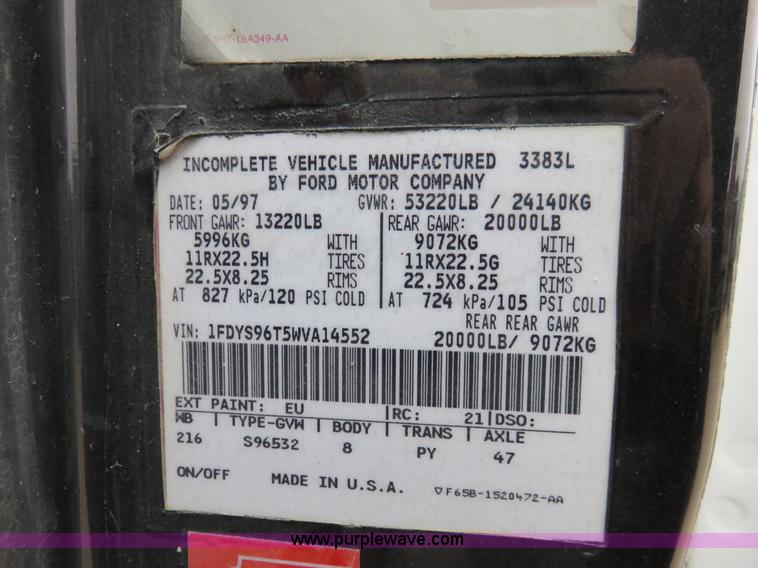 19A349-AA
INCOMPLETE VEHICLE MANUFACTURED 3383L
BY FORD MOTOR COMPANY
DATE: 05/97 GVWR: 53220LB / 24140KG
FRONT GAWR: 13220LB REAR GAWR: 20000LB
5996KG WITH 9072KG WITH
11RX22.5H TIRES 11RX22.5G TIRES
22.5X8.25 RIMS 22.5X8.25 RIMS
AT 827 kPa/120 PSI COLD AT 724 kPa/105 PSI COLD
REAR REAR GAWR
VIN: 1FDYS96T5WVA14552 20000LB/ 9072KG
EXT PAINT: EU RC: 21 DSO:
WB TYPE-GVW BODY TRANS AXLE
216 S96532 8 PY 47
ON/OFF MADE IN U.S.A. F65B-1520472-AA
www.purplewave.com